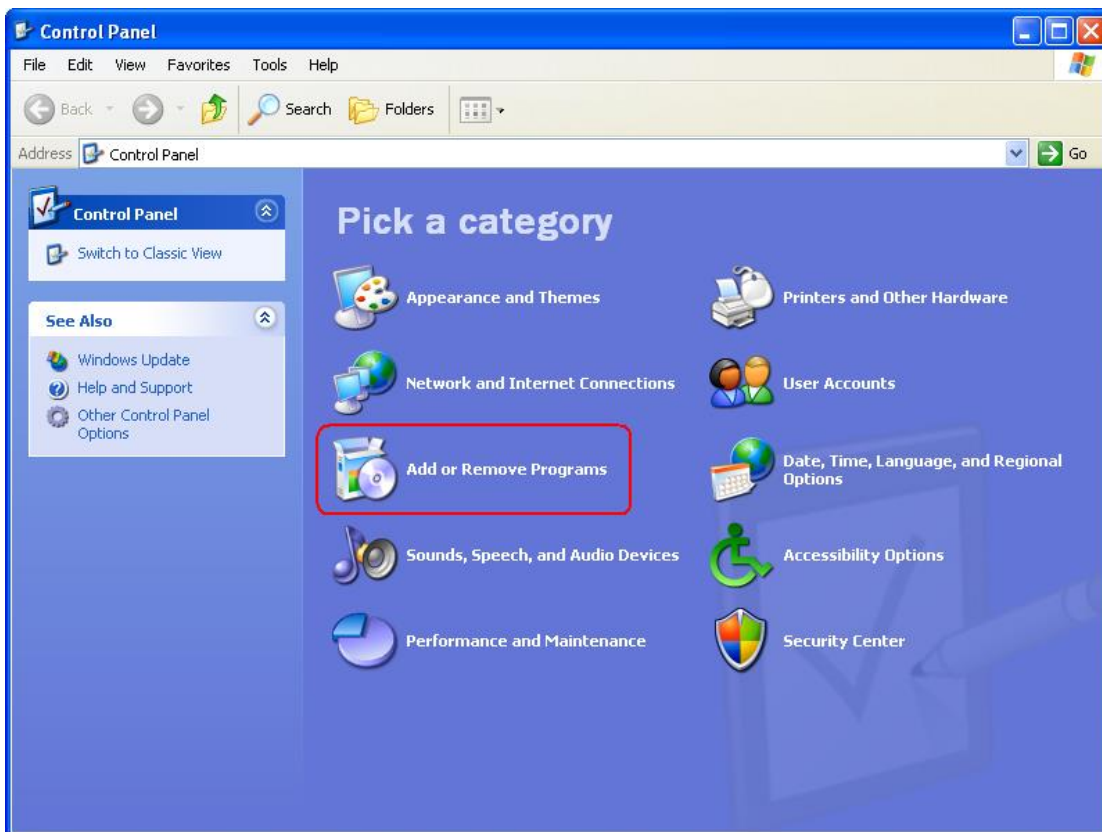 Control Panel
File Edit View Favorites Tools Help
Back Search Folders
Address Control Panel Go
Control Panel
Switch to Classic View
See Also
Windows Update
Help and Support
Other Control Panel
Options
Pick a category
Appearance and Themes
Printers and Other Hardware
Network and Internet Connections
User Accounts
Add or Remove Programs
Date, Time, Language, and Regional
Options
Sounds, Speech, and Audio Devices
Accessibility Options
Performance and Maintenance
Security Center